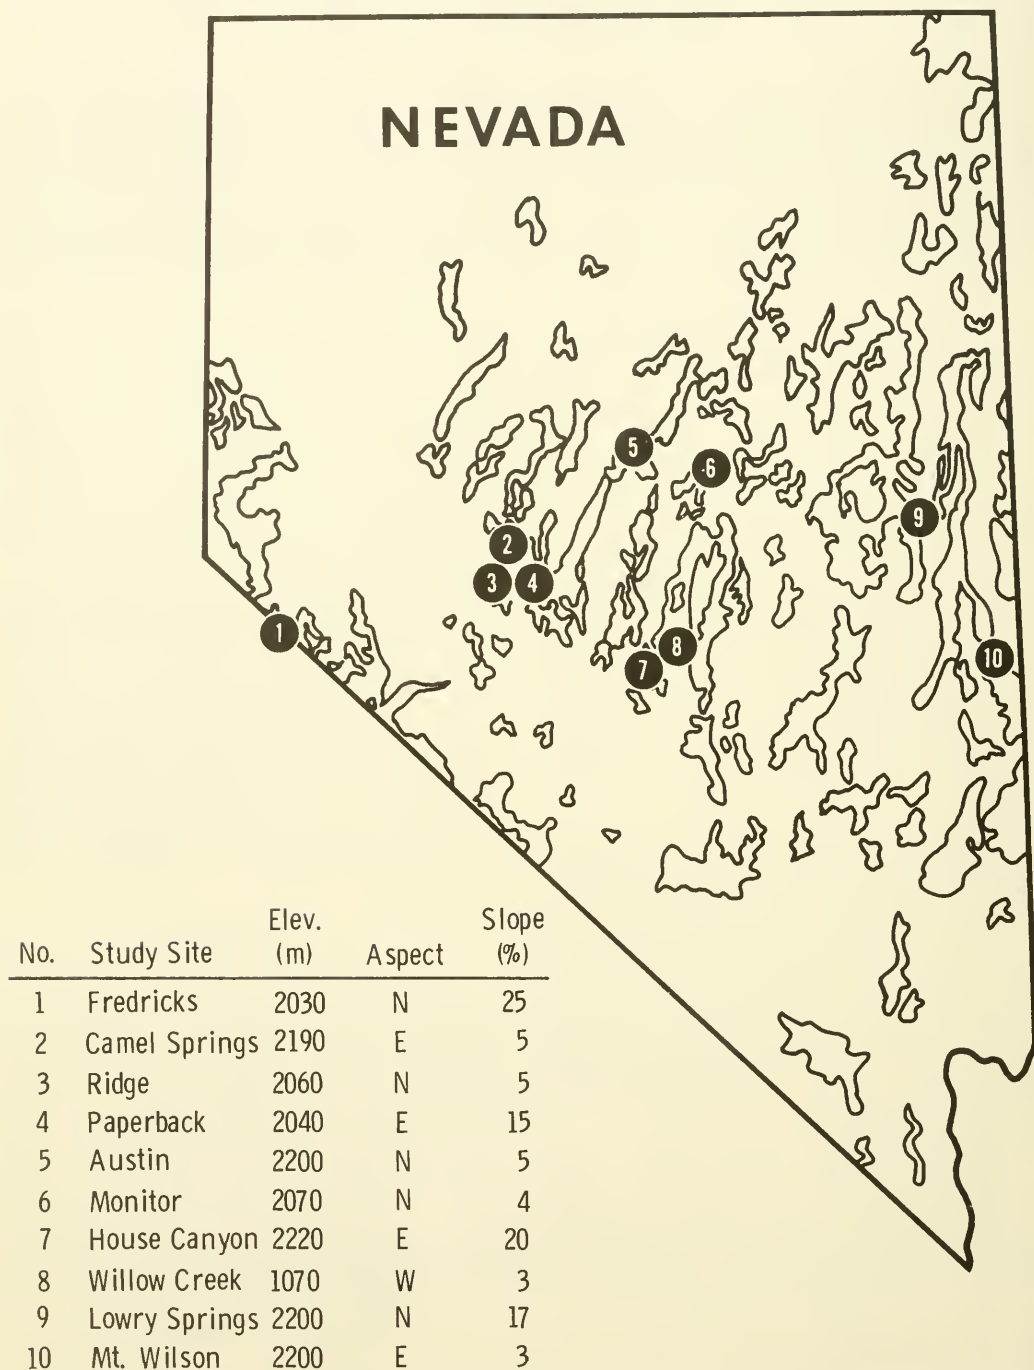 NEVADA
5
6
9
2
3
4
1
8
7
10
Elev. Slope
No. Study Site (m) Aspect (%)
1 Fredricks 2030 N 25
2 Camel Springs 2190 E 5
3 Ridge 2060 N 5
4 Paperback 2040 E 15
5 Austin 2200 N 5
6 Monitor 2070 N 4
7 House Canyon 2220 E 20
8 Willow Creek 1070 W 3
9 Lowry Springs 2200 N 17
10 Mt. Wilson 2200 E 3